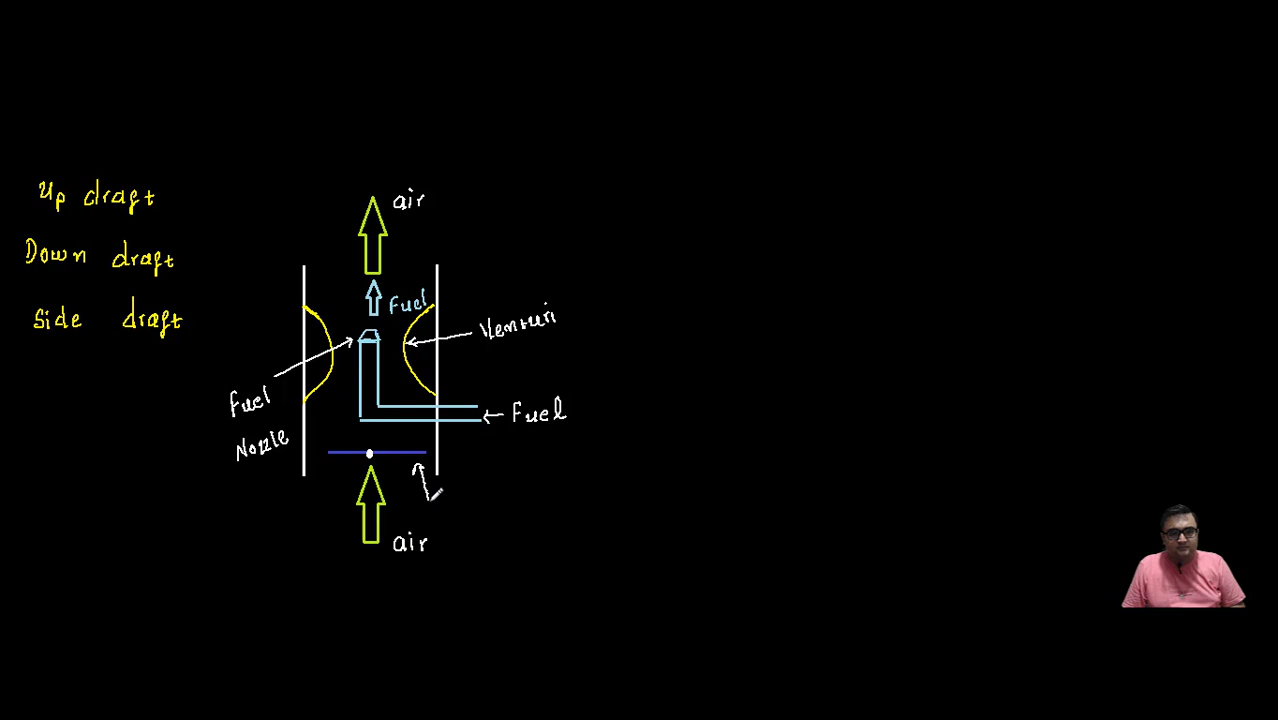 Up draft
Down draft
Side draft
air
Fuel
Venturi
Fuel
Nozzle
Fuel
air